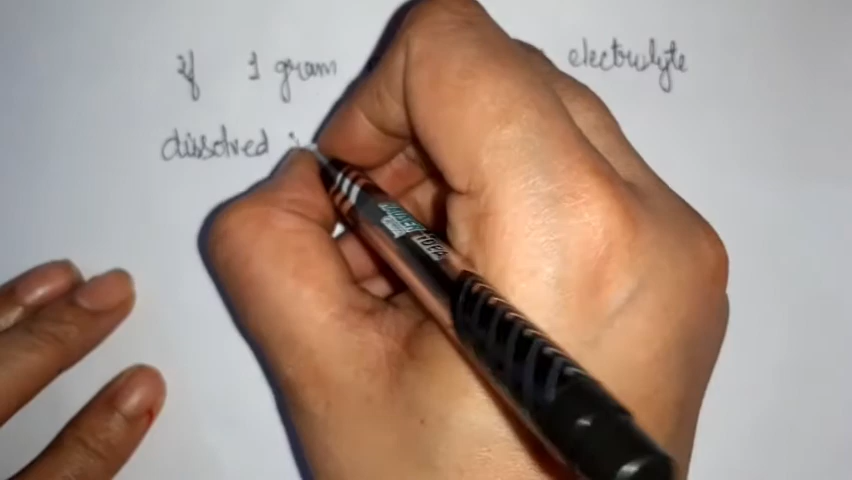 if 1 gram electrolyte
dissolved